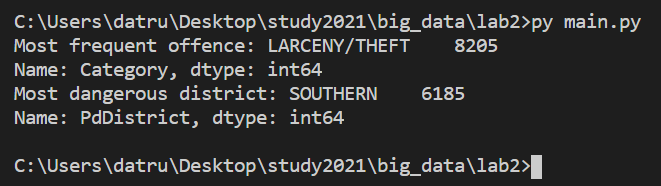 C:\Users\datru\Desktop\study2021\big_data\lab2>py main.py
Most frequent offence: LARCENY/THEFT    8205
Name: Category, dtype: int64
Most dangerous district: SOUTHERN    6185
Name: PdDistrict, dtype: int64
C:\Users\datru\Desktop\study2021\big_data\lab2>